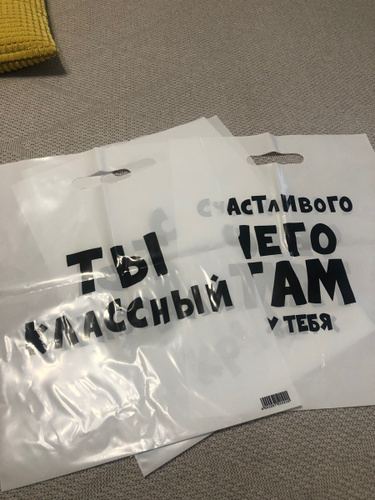 ТЫ
КЛАССНЫЙ
СЧАСТЛИВОГО
ЧЕГО
ТАМ
У ТЕБЯ